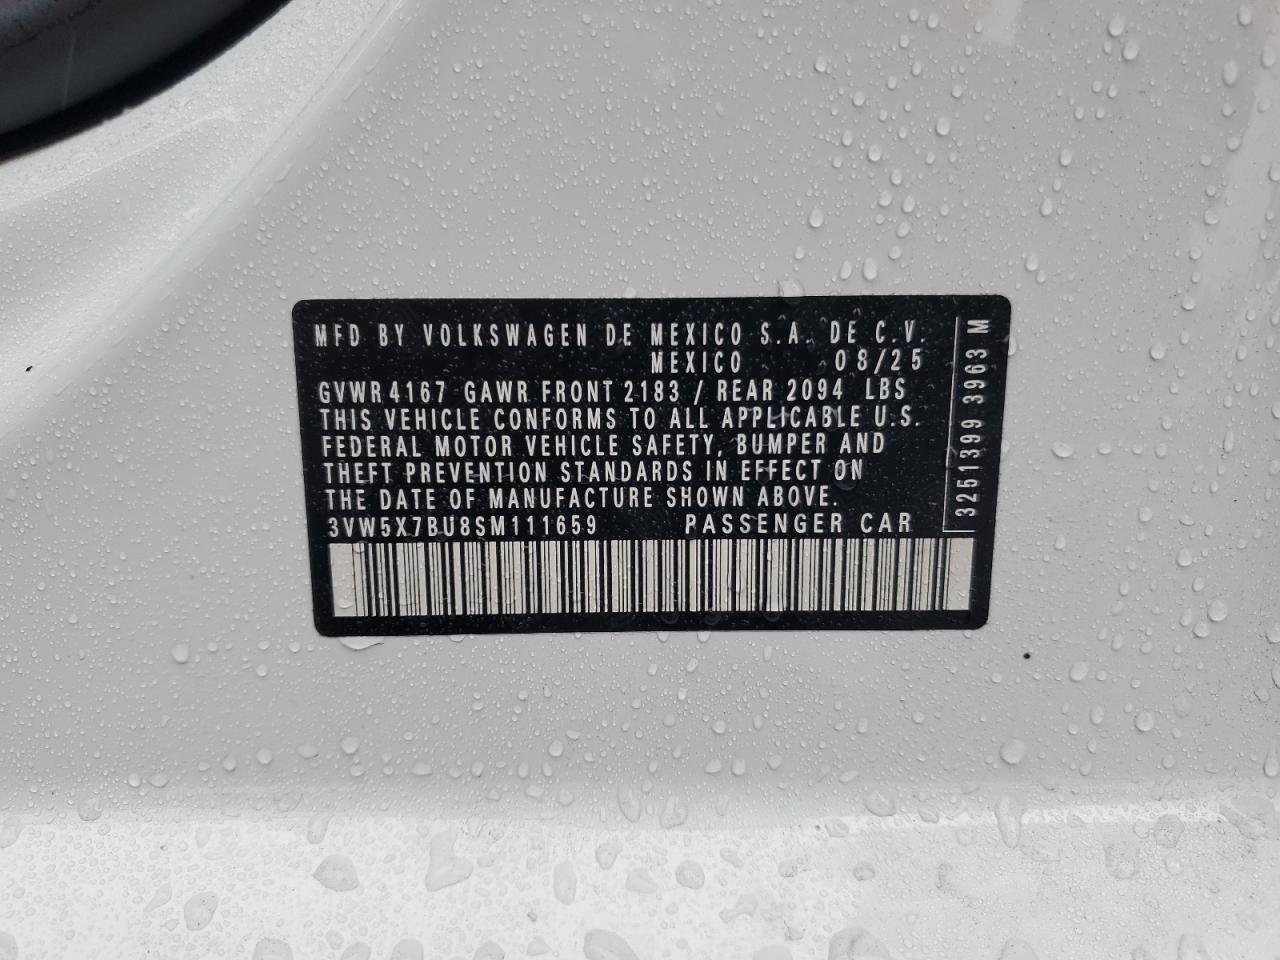 MFD BY VOLKSWAGEN DE MEXICO S.A. DE C.V.
MEXICO 08/25
GVWR 4167 GAWR FRONT 2183 / REAR 2094 LBS
THIS VEHICLE CONFORMS TO ALL APPLICABLE U.S.
FEDERAL MOTOR VEHICLE SAFETY, BUMPER AND
THEFT PREVENTION STANDARDS IN EFFECT ON
THE DATE OF MANUFACTURE SHOWN ABOVE.
3VW5X7BU8SM111659 PASSENGER CAR
3251399 3963 M